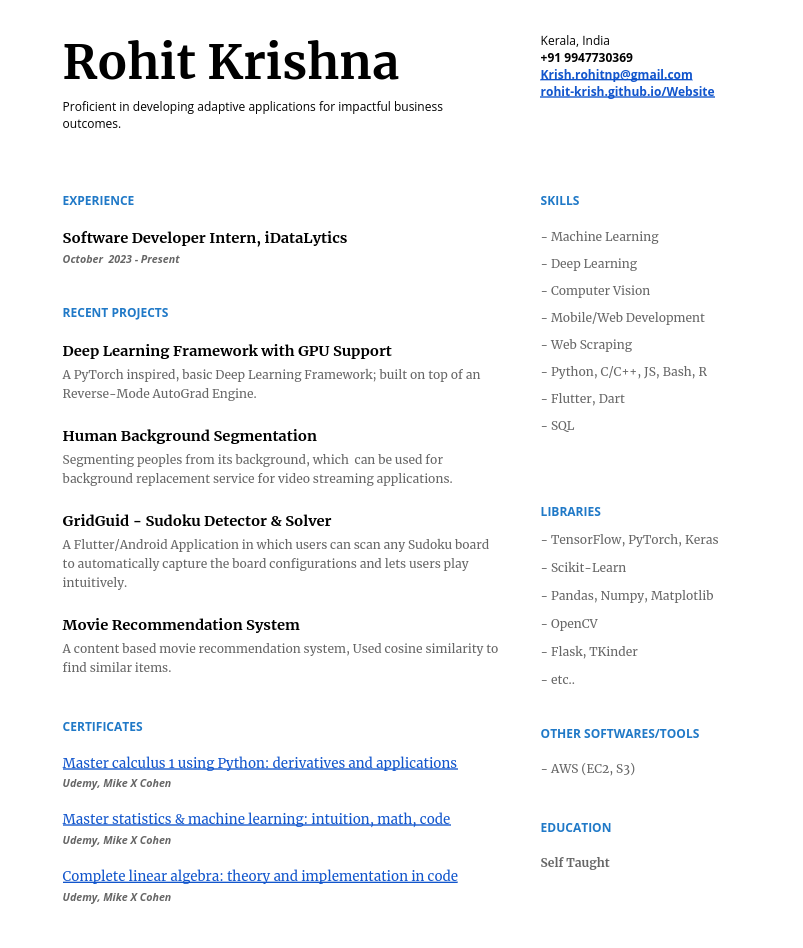 Rohit Krishna
Proficient in developing adaptive applications for impactful business
outcomes.
Kerala, India
+91 9947730369
Krish.rohitnp@gmail.com
rohit-krish.github.io/Website
EXPERIENCE
Software Developer Intern, iDataLytics
October  2023 - Present
RECENT PROJECTS
Deep Learning Framework with GPU Support
A PyTorch inspired, basic Deep Learning Framework; built on top of an
Reverse-Mode AutoGrad Engine.
Human Background Segmentation
Segmenting peoples from its background, which  can be used for
background replacement service for video streaming applications.
GridGuid - Sudoku Detector & Solver
A Flutter/Android Application in which users can scan any Sudoku board
to automatically capture the board configurations and lets users play
intuitively.
Movie Recommendation System
A content based movie recommendation system, Used cosine similarity to
find similar items.
CERTIFICATES
Master calculus 1 using Python: derivatives and applications
Udemy, Mike X Cohen
Master statistics & machine learning: intuition, math, code
Udemy, Mike X Cohen
Complete linear algebra: theory and implementation in code
Udemy, Mike X Cohen
SKILLS
- Machine Learning
- Deep Learning
- Computer Vision
- Mobile/Web Development
- Web Scraping
- Python, C/C++, JS, Bash, R
- Flutter, Dart
- SQL
LIBRARIES
- TensorFlow, PyTorch, Keras
- Scikit-Learn
- Pandas, Numpy, Matplotlib
- OpenCV
- Flask, TKinder
- etc..
OTHER SOFTWARES/TOOLS
- AWS (EC2, S3)
EDUCATION
Self Taught